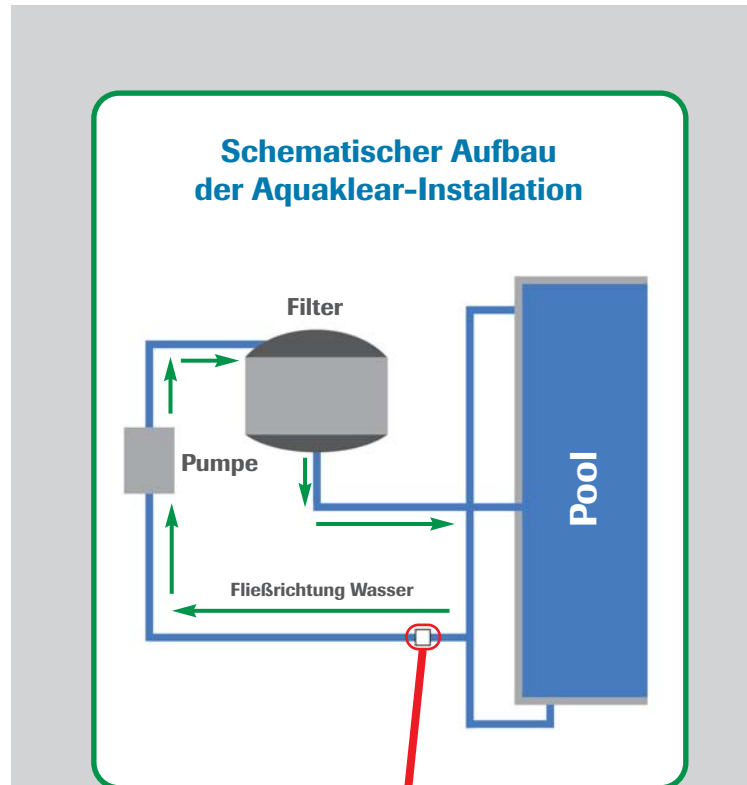 Schematischer Aufbau
der Aquaklear-Installation
Filter
Pumpe
Pool
Fließrichtung Wasser